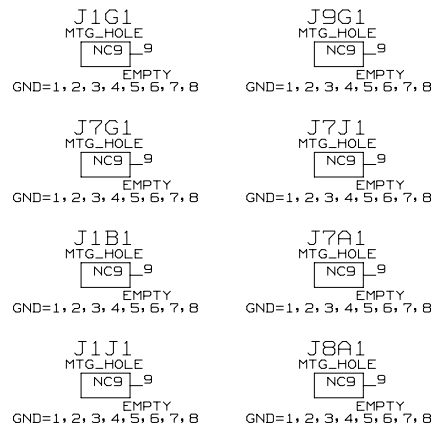 J1G1
MTG_HOLE
NC9 9
EMPTY
GND=1,2,3,4,5,6,7,8
J9G1
MTG_HOLE
NC9 9
EMPTY
GND=1,2,3,4,5,6,7,8
J7G1
MTG_HOLE
NC9 9
EMPTY
GND=1,2,3,4,5,6,7,8
J7J1
MTG_HOLE
NC9 9
EMPTY
GND=1,2,3,4,5,6,7,8
J1B1
MTG_HOLE
NC9 9
EMPTY
GND=1,2,3,4,5,6,7,8
J7A1
MTG_HOLE
NC9 9
EMPTY
GND=1,2,3,4,5,6,7,8
J1J1
MTG_HOLE
NC9 9
EMPTY
GND=1,2,3,4,5,6,7,8
J8A1
MTG_HOLE
NC9 9
EMPTY
GND=1,2,3,4,5,6,7,8